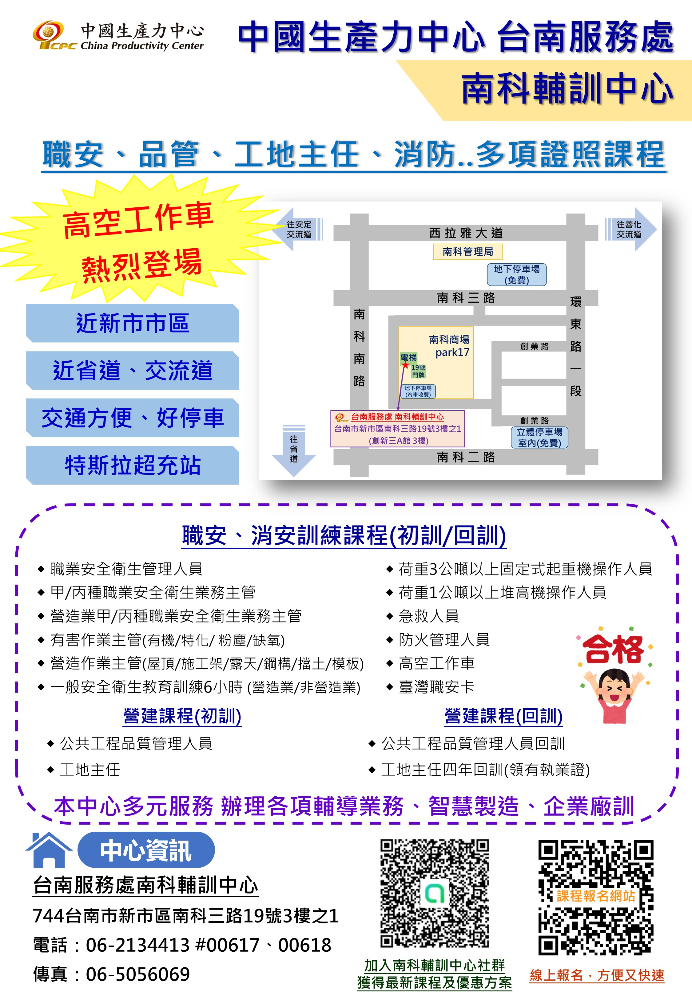 中國生產力中心
CPC China Productivity Center
中國生產力中心 台南服務處
南科輔訓中心
職安、品管、工地主任、消防..多項證照課程
高空工作車
熱烈登場
近新市市區
近省道、交流道
交通方便、好停車
特斯拉超充站
往安定
交流道
西拉雅大道
往善化
交流道
南科管理局
地下停車場
(免費)
南科三路
南科南路
環東路一段
南科商場
park17
電梯
19號
門牌
地下停車場
(汽車收費)
創業路
創業路
CPC 台南服務處 南科輔訓中心
台南市新市區南科三路19號3樓之1
(創新三A館 3樓)
立體停車場
室內(免費)
往省道
南科二路
職安、消安訓練課程(初訓/回訓)
◆ 職業安全衛生管理人員
◆ 甲/丙種職業安全衛生業務主管
◆ 營造業甲/丙種職業安全衛生業務主管
◆ 有害作業主管(有機/特化/ 粉塵/缺氧)
◆ 營造作業主管(屋頂/施工架/露天/鋼構/擋土/模板)
◆ 一般安全衛生教育訓練6小時 (營造業/非營造業)
◆ 荷重3公噸以上固定式起重機操作人員
◆ 荷重1公噸以上堆高機操作人員
◆ 急救人員
◆ 防火管理人員
◆ 高空工作車
◆ 臺灣職安卡
合格
營建課程(初訓)
◆ 公共工程品質管理人員
◆ 工地主任
營建課程(回訓)
◆ 公共工程品質管理人員回訓
◆ 工地主任四年回訓(領有執業證)
本中心多元服務 辦理各項輔導業務、智慧製造、企業廠訓
中心資訊
台南服務處南科輔訓中心
744台南市新市區南科三路19號3樓之1
電話：06-2134413 #00617、00618
傳真：06-5056069
加入南科輔訓中心社群
獲得最新課程及優惠方案
課程報名網站
線上報名，方便又快速